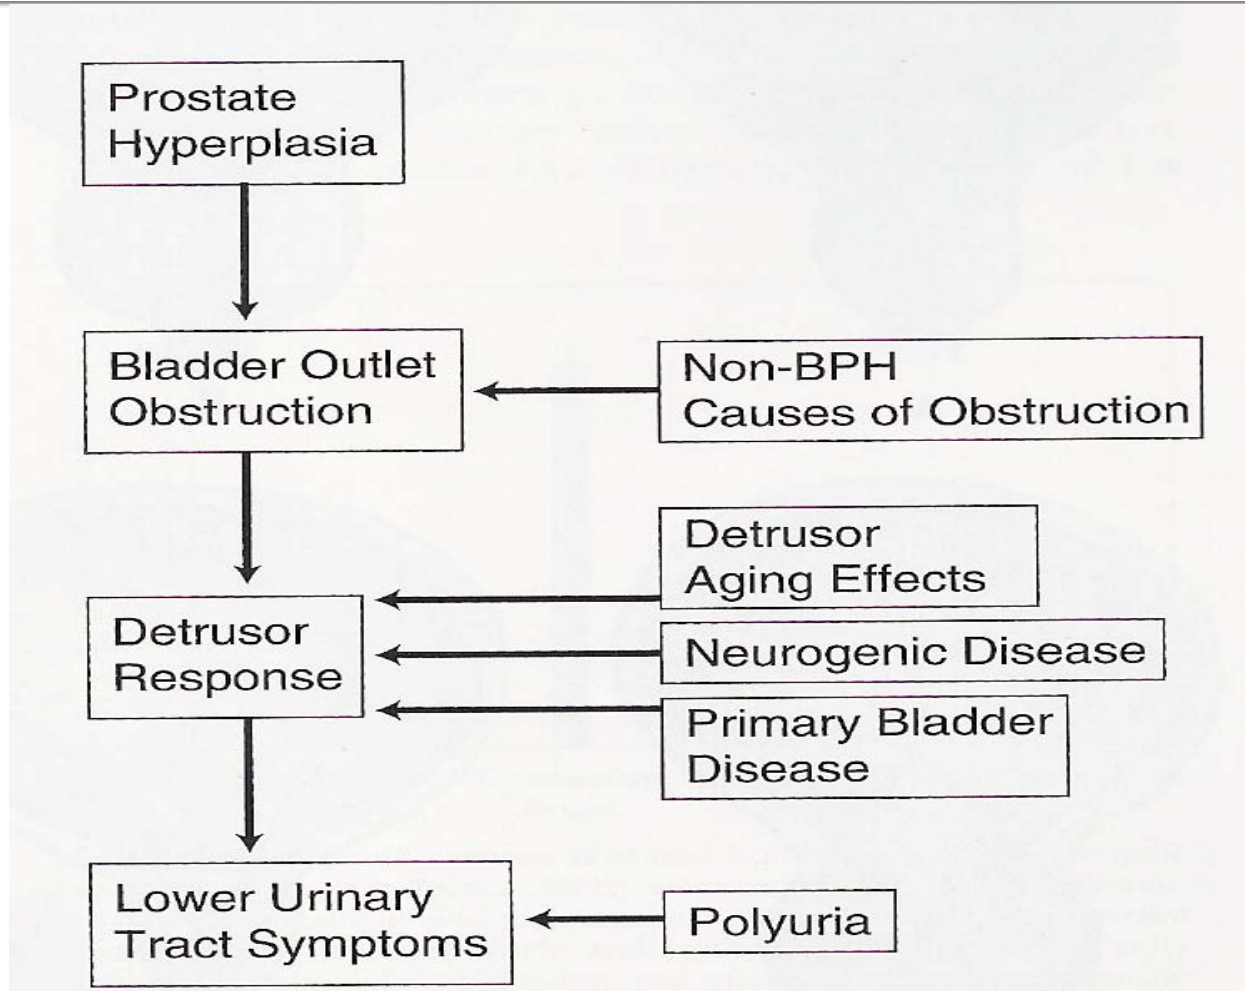 Prostate
Hyperplasia
Bladder Outlet
Obstruction
Non-BPH
Causes of Obstruction
Detrusor
Aging Effects
Detrusor
Response
Neurogenic Disease
Primary Bladder
Disease
Lower Urinary
Tract Symptoms
Polyuria